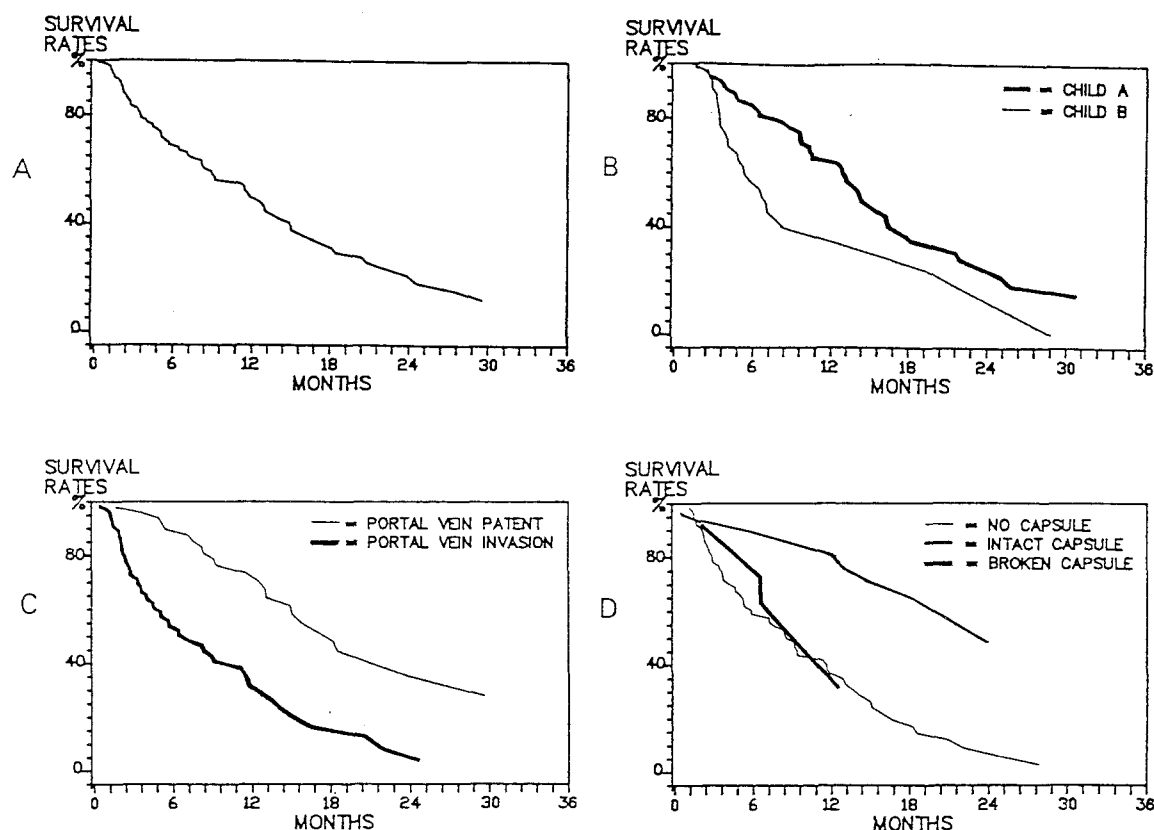 SURVIVAL
RATES
%
80
40
0
0 6 12 18 24 30 36
MONTHS
A
SURVIVAL
RATES
%
80
40
0
0 6 12 18 24 30 36
MONTHS
B
CHILD A
CHILD B
SURVIVAL
RATES
%
80
40
0
0 6 12 18 24 30 36
MONTHS
C
PORTAL VEIN PATENT
PORTAL VEIN INVASION
SURVIVAL
RATES
%
80
40
0
0 6 12 18 24 30 36
MONTHS
D
NO CAPSULE
INTACT CAPSULE
BROKEN CAPSULE